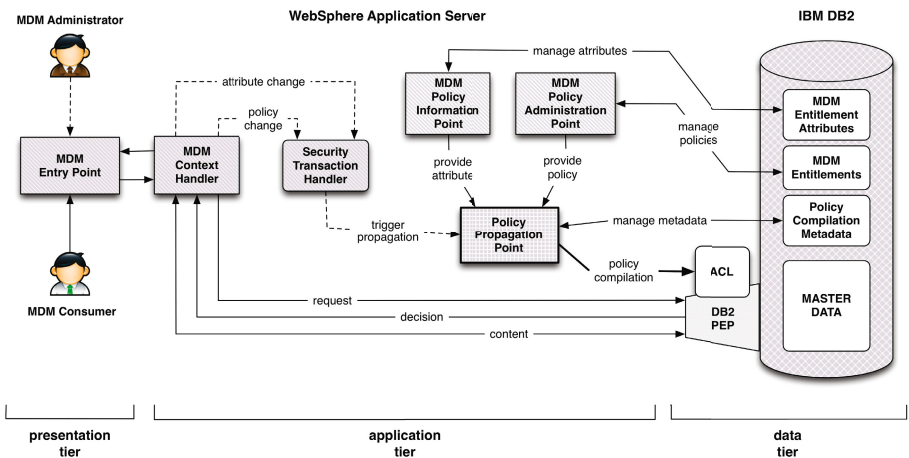 WebSphere Application Server
IBM DB2
MDM Administrator
manage atrributes
attribute change
policy
change
MDM
Policy
Information
Point
MDM
Policy
Administration
Point
MDM
Entitlement
Attributes
manage
policies
MDM
Entry Point
MDM
Context
Handler
Security
Transaction
Handler
provide
attribute
provide
policy
MDM
Entitlements
trigger
propagation
Policy
Propagation
Point
manage metadata
Policy
Compilation
Metadata
policy
compilation
ACL
MDM Consumer
request
decision
content
DB2
PEP
MASTER
DATA
presentation
tier
application
tier
data
tier